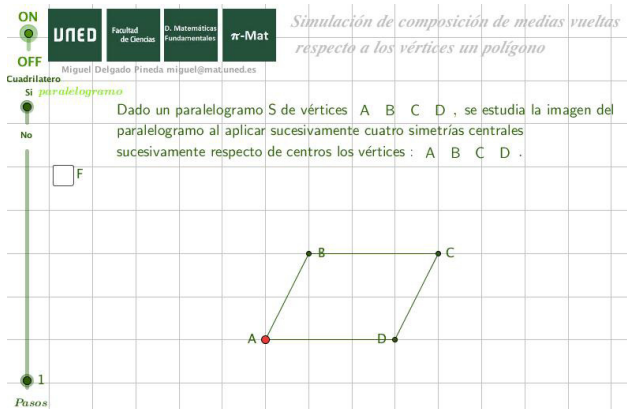 ON
OFF
UNED
Facultad
de Ciencias
D. Matemáticas
Fundamentales
π-Mat
Simulación de composición de medias vueltas
respecto a los vértices un polígono
Miguel Delgado Pineda miguel@mat.uned.es
Cuadrilatero
Si paralelogramo
No
Dado un paralelogramo S de vértices A B C D , se estudia la imagen del
paralelogramo al aplicar sucesivamente cuatro simetrías centrales
sucesivamente respecto de centros los vértices : A B C D .
F
B
C
A
D
1
Pasos